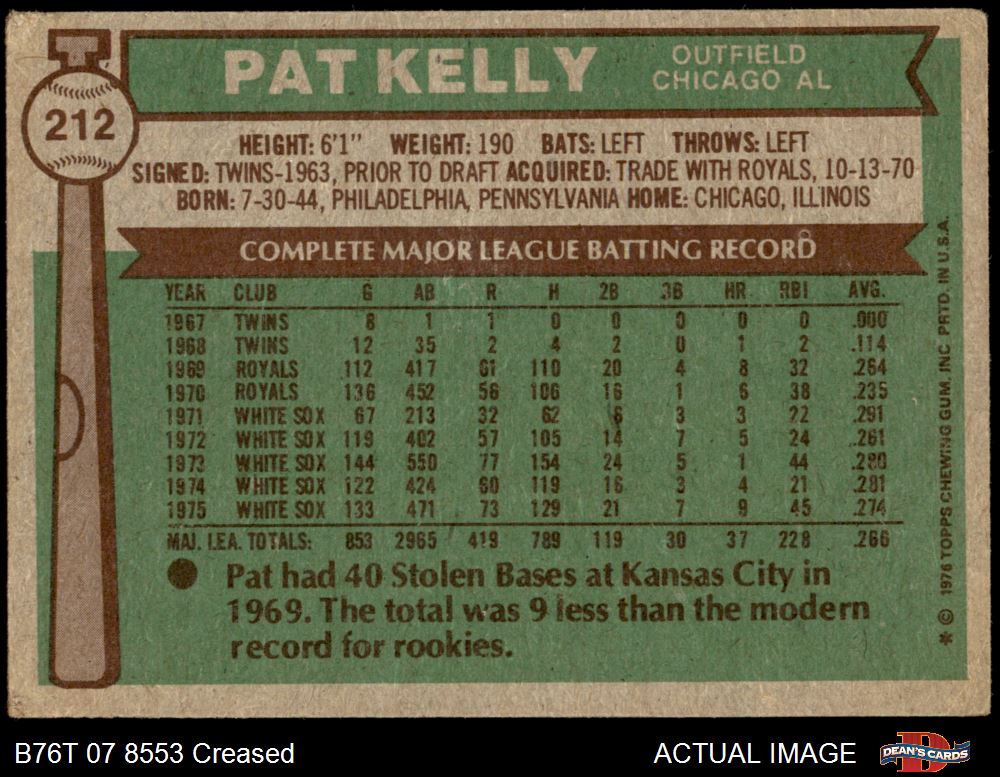 PAT KELLY
OUTFIELD
CHICAGO AL
212
HEIGHT: 6'1" WEIGHT: 190 BATS: LEFT THROWS: LEFT
SIGNED: TWINS-1963, PRIOR TO DRAFT ACQUIRED: TRADE WITH ROYALS, 10-13-70
BORN: 7-30-44, PHILADELPHIA, PENNSYLVANIA HOME: CHICAGO, ILLINOIS
COMPLETE MAJOR LEAGUE BATTING RECORD
YEAR CLUB G AB R H 2B 3B HR RBI AVG.
1967 TWINS 8 1 1 0 0 0 0 0 .000
1968 TWINS 12 35 2 4 2 0 1 2 .114
1969 ROYALS 112 417 61 110 20 4 8 32 .264
1970 ROYALS 136 452 56 106 16 1 6 38 .235
1971 WHITE SOX 67 213 32 62 6 3 3 22 .291
1972 WHITE SOX 119 402 57 105 14 7 5 24 .261
1973 WHITE SOX 144 550 77 154 24 5 1 44 .280
1974 WHITE SOX 122 424 60 119 16 3 4 21 .281
1975 WHITE SOX 133 471 73 129 21 7 9 45 .274
MAJ. LEA. TOTALS: 853 2965 419 789 119 30 37 228 .266
Pat had 40 Stolen Bases at Kansas City in
1969. The total was 9 less than the modern
record for rookies.
* © 1976 TOPPS CHEWING GUM, INC. PRTD. IN U.S.A.
B76T 07 8553 Creased
ACTUAL IMAGE
DEAN'S CARDS